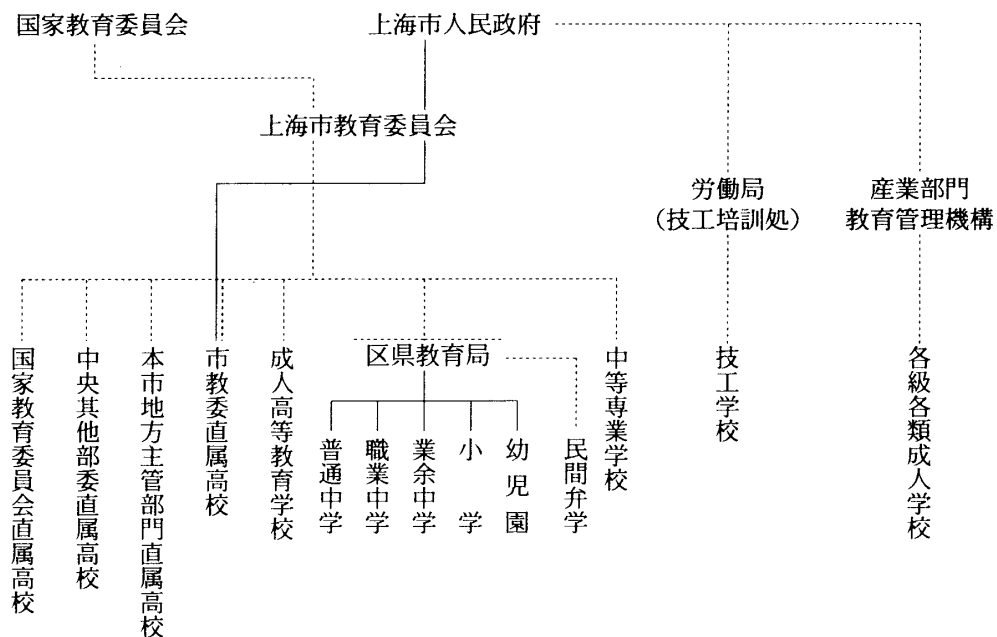 国家教育委員会
上海市人民政府
上海市教育委員会
労働局
（技工培訓処）
産業部門
教育管理機構
国家教育委員会直属高校
中央其他部委直属高校
本市地方主管部門直属高校
市教委直属高校
成人高等教育学校
区県教育局
普通中学
職業中学
業余中学
小学
幼児園
民間弁学
中等専業学校
技工学校
各級各類成人学校